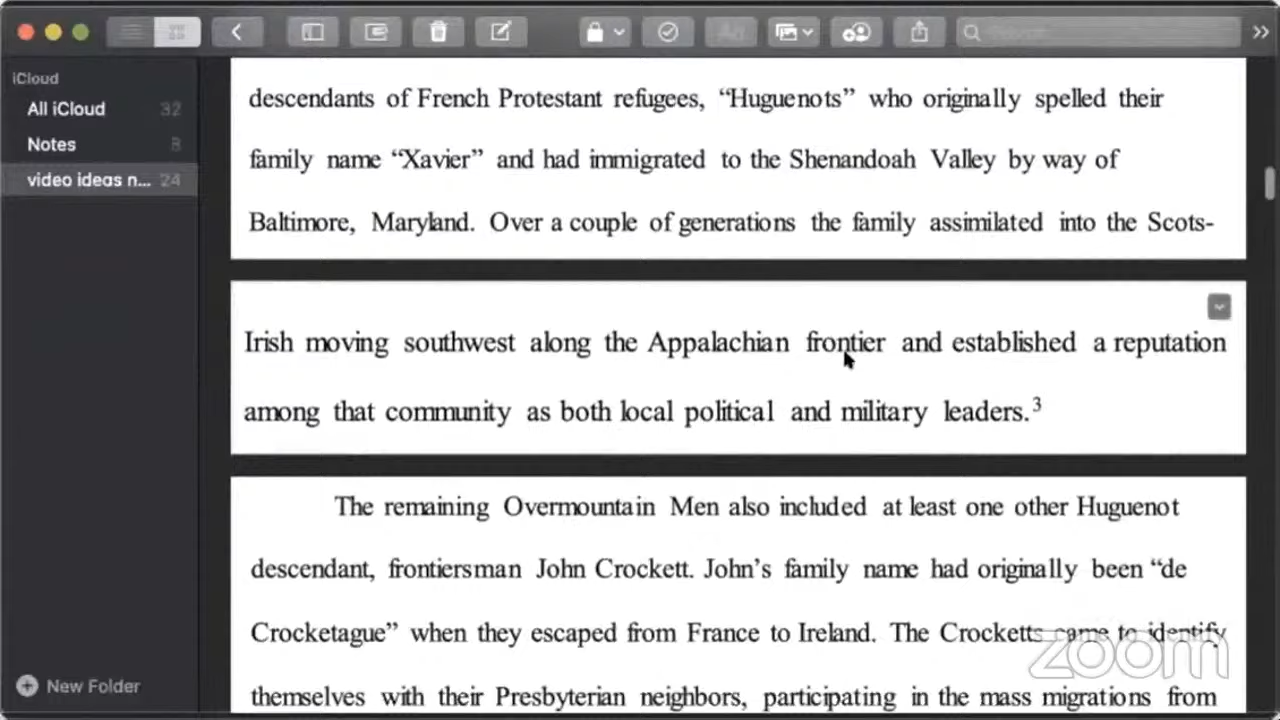 iCloud
All iCloud 32
Notes 8
video ideas n... 24
New Folder
descendants of French Protestant refugees, “Huguenots” who originally spelled their
family name “Xavier” and had immigrated to the Shenandoah Valley by way of
Baltimore, Maryland. Over a couple of generations the family assimilated into the Scots-
Irish moving southwest along the Appalachian frontier and established a reputation
among that community as both local political and military leaders.3
The remaining Overmountain Men also included at least one other Huguenot
descendant, frontiersman John Crockett. John’s family name had originally been “de
Crocketague” when they escaped from France to Ireland. The Crocketts came to identify
themselves with their Presbyterian neighbors, participating in the mass migrations from
zoom